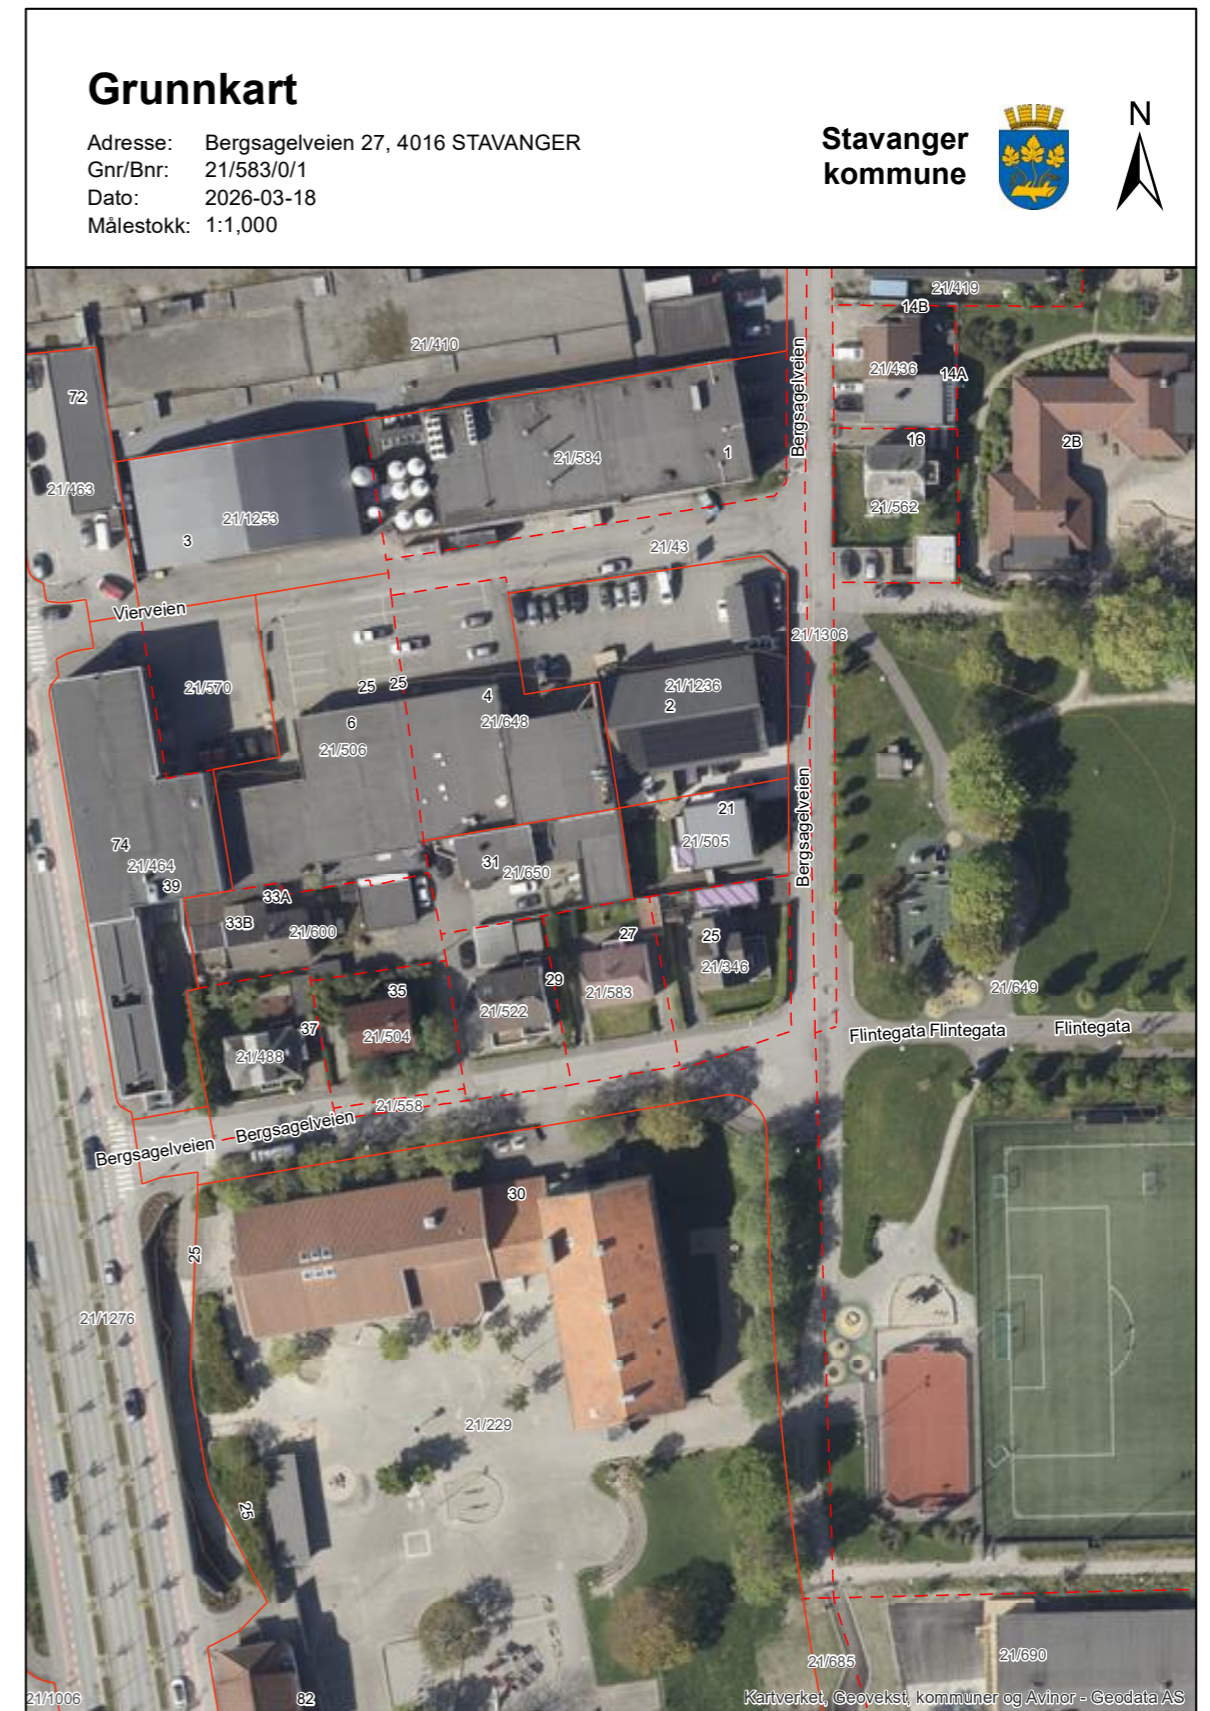 Grunnkart
Adresse: Bergsagelveien 27, 4016 STAVANGER
Gnr/Bnr: 21/583/0/1
Dato: 2026-03-18
Målestokk: 1:1,000
Stavanger
kommune
N
21/419
14B
21/410
Bergsagelveien
21/436
14A
72
16
2B
1
21/584
21/463
21/562
21/1253
3
21/43
Vierveien
21/1306
21/570
25
25
4
21/1236
2
6
21/648
21/506
21
Bergsagelveien
21/505
74
21/464
39
31
21/650
33A
33B
21/600
27
25
21/346
29
35
21/583
21/649
21/522
37
21/504
Flintegata Flintegata
Flintegata
21/488
21/558
Bergsagelveien
Bergsagelveien
30
25
21/1276
21/229
25
21/685
21/690
21/1006
82
Kartverket, Geovekst, kommuner og Avinor - Geodata AS